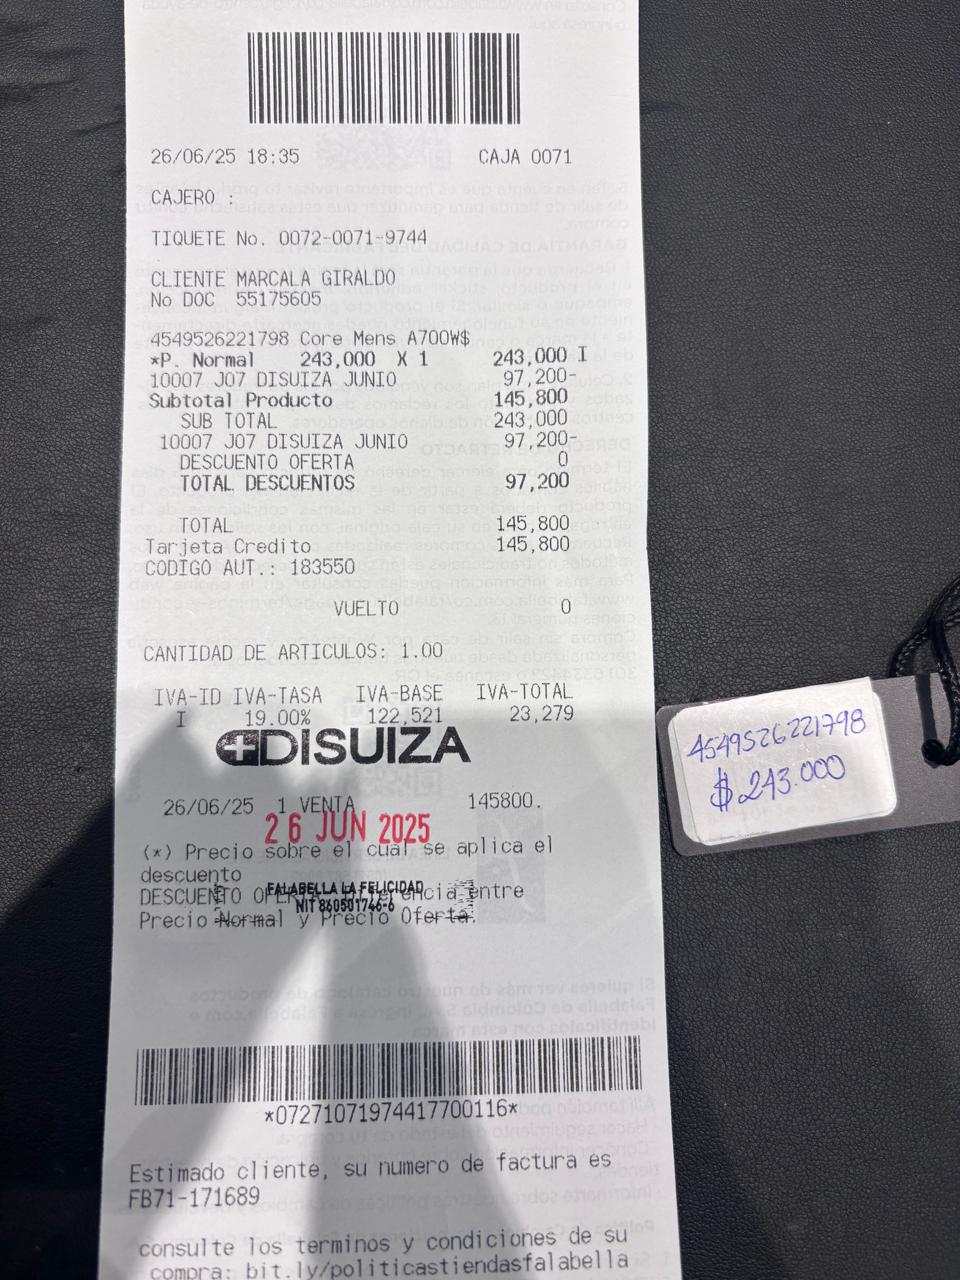 26/06/25 18:35 CAJA 0071
CAJERO :
TIQUETE No. 0072-0071-9744
CLIENTE MARCALA GIRALDO
No DOC 55175605
4549526221798 Core Mens A700W$
*P. Normal 243,000 X 1 243,000 I
10007 J07 DISUIZA JUNIO 97,200-
Subtotal Producto 145,800
SUB TOTAL 243,000
10007 J07 DISUIZA JUNIO 97,200-
DESCUENTO OFERTA 0
TOTAL DESCUENTOS 97,200
TOTAL 145,800
Tarjeta Credito 145,800
CODIGO AUT.: 183550
VUELTO 0
CANTIDAD DE ARTICULOS: 1.00
IVA-ID IVA-TASA IVA-BASE IVA-TOTAL
I 19.00% 122,521 23,279
DISUIZA
26/06/25 1 VENTA 145800.
26 JUN 2025
(*) Precio sobre el cual se aplica el
descuento
FALABELLA LA FELICIDAD
NIT 860501746-6
DESCUENTO OFERTA: Diferencia entre
Precio Normal y Precio Oferta.
*07271071974417700116*
Estimado cliente, su numero de factura es
FB71-171689
consulte los terminos y condiciones de su
compra: bit.ly/politicastiendasfalabella
4549526221798
$ 243.000